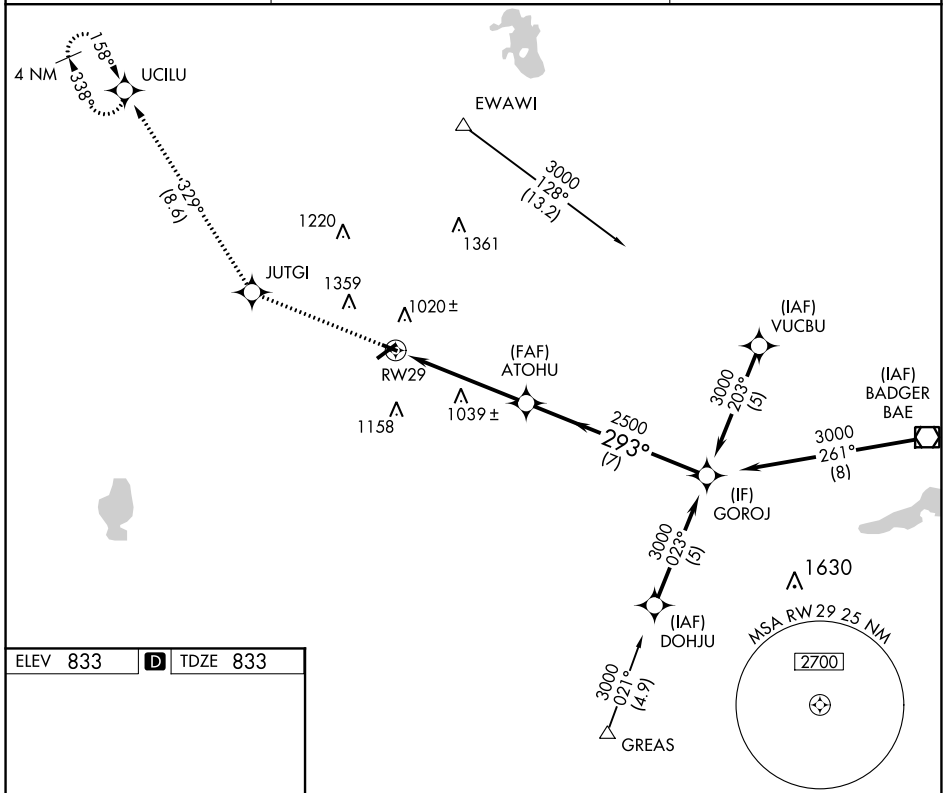 158°
4 NM
338°
UCILU
EWAWI
3000
128°
(13.2)
329°
(8.6)
1220
1361
JUTGI
1359
1020 ±
(IAF)
VUCBU
RW29
(FAF)
ATOHU
3000
203°
(5)
(IAF)
BADGER
BAE
1158
1039 ±
2500
293°
(7)
3000
261°
(8)
(IF)
GOROJ
3000
023°
(5)
1630
(IAF)
DOHJU
MSA RW 29 25 NM
2700
ELEV 833 D TDZE 833
3000
021°
(4.9)
GREAS